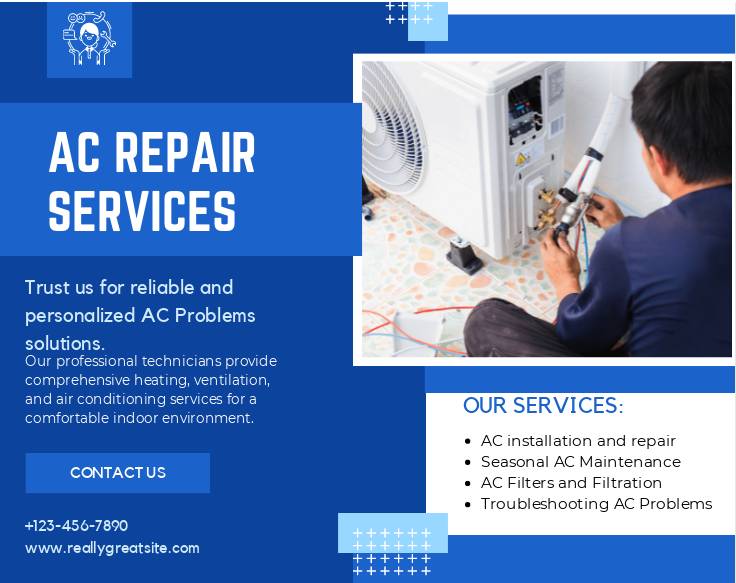 AC REPAIR
SERVICES
Trust us for reliable and
personalized AC Problems
solutions.
Our professional technicians provide
comprehensive heating, ventilation,
and air conditioning services for a
comfortable indoor environment.
CONTACT US
+123-456-7890
www.reallygreatsite.com
OUR SERVICES:
• AC installation and repair
• Seasonal AC Maintenance
• AC Filters and Filtration
• Troubleshooting AC Problems